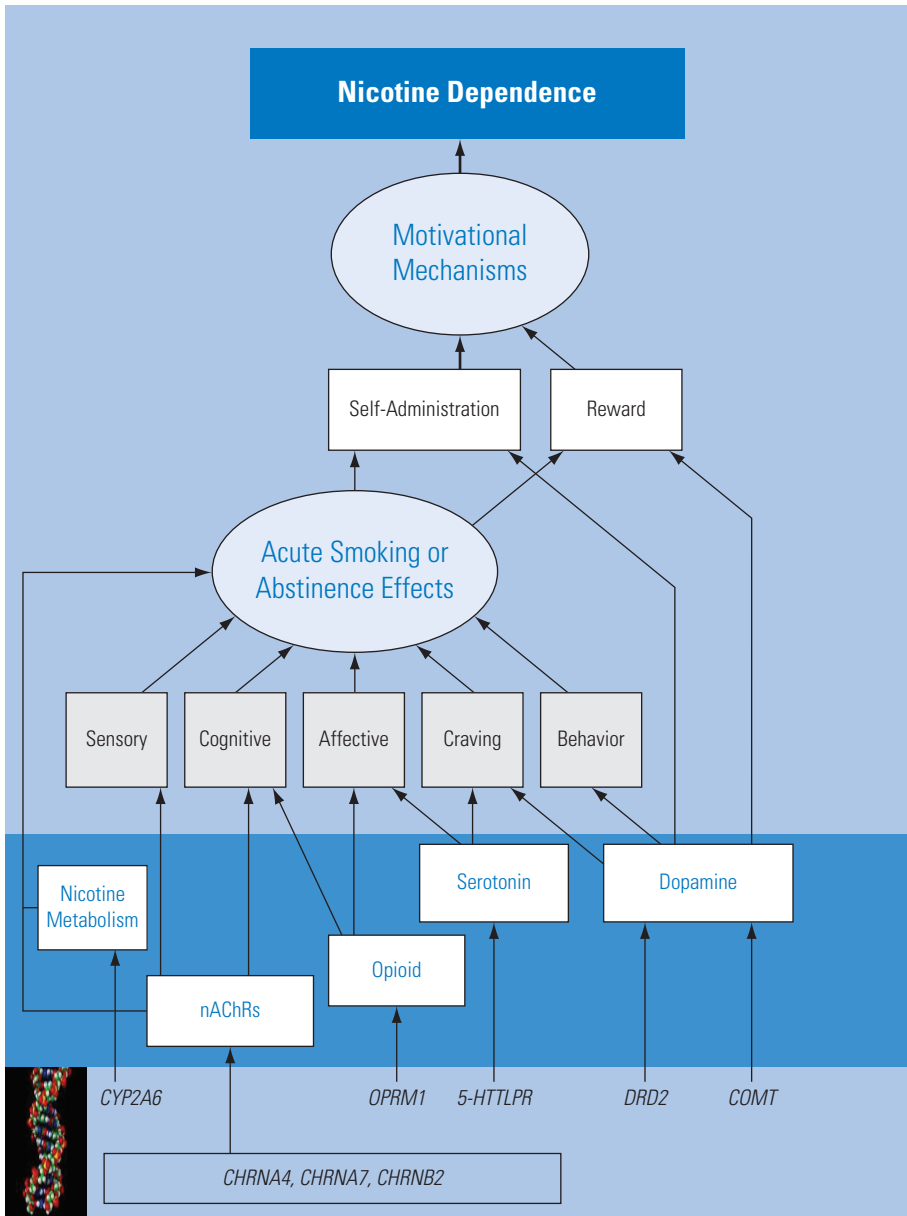 Nicotine Dependence
Motivational
Mechanisms
Self-Administration
Reward
Acute Smoking or
Abstinence Effects
Sensory
Cognitive
Affective
Craving
Behavior
Nicotine
Metabolism
Serotonin
Dopamine
Opioid
nAChRs
CYP2A6
OPRM1
5-HTTLPR
DRD2
COMT
CHRNA4, CHRNA7, CHRNB2